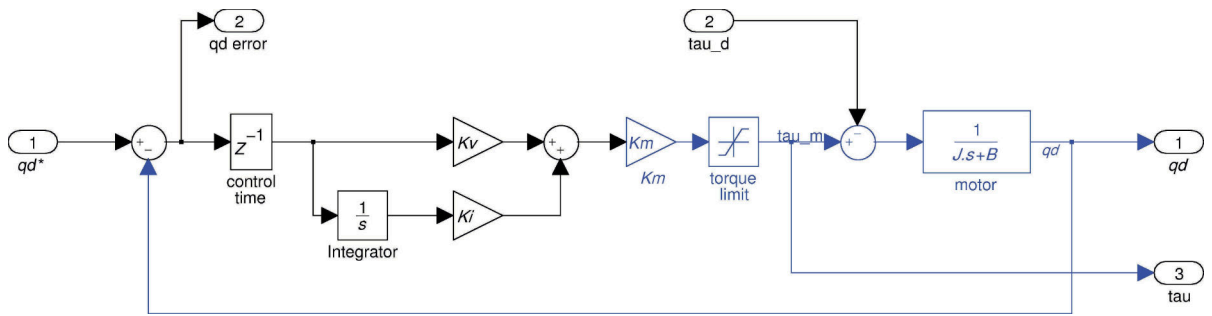 2
qd error
2
tau_d
1
qd*
+
-
z-1
control
time
Kv
+
+
Km
Km
torque
limit
tau_m
-
+
1
J.s+B
motor
qd
1
qd
1
s
Integrator
Ki
3
tau